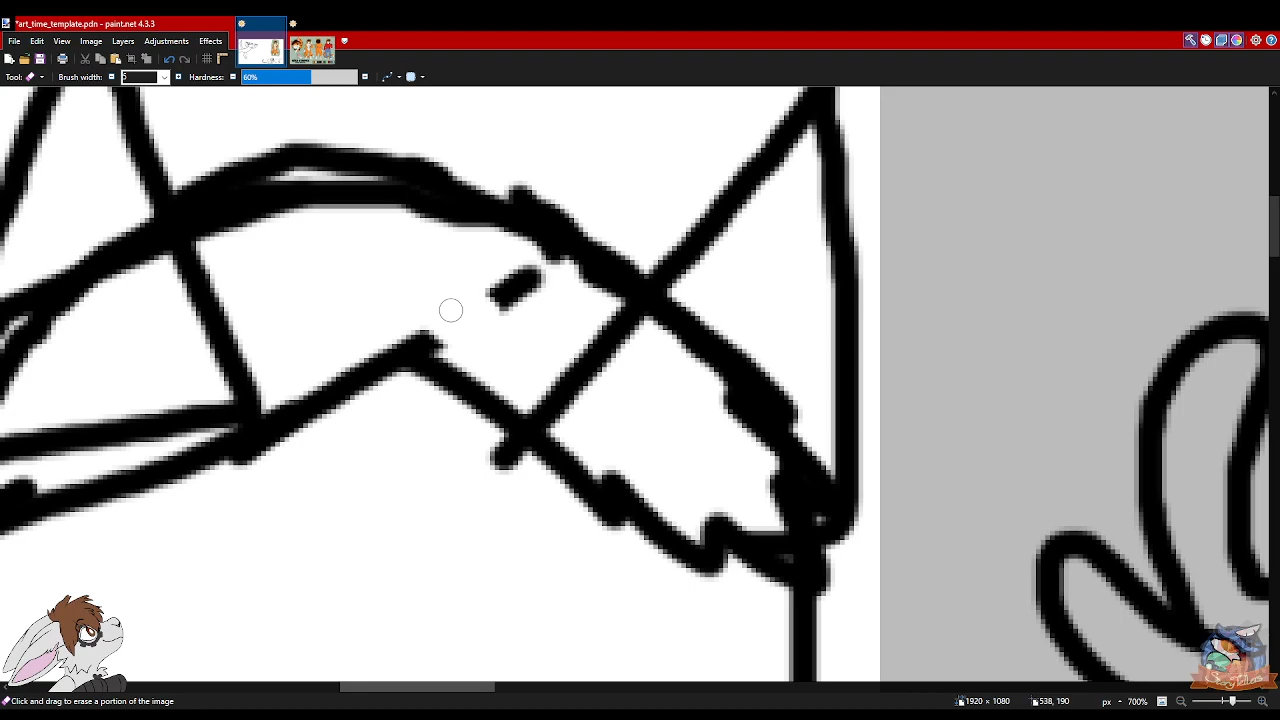 *art_time_template.pdn - paint.net 4.3.3
File Edit View Image Layers Adjustments Effects
Tool: Brush width: 5 Hardness: 60%
Click and drag to erase a portion of the image 1920 × 1080 538, 190 px 700%